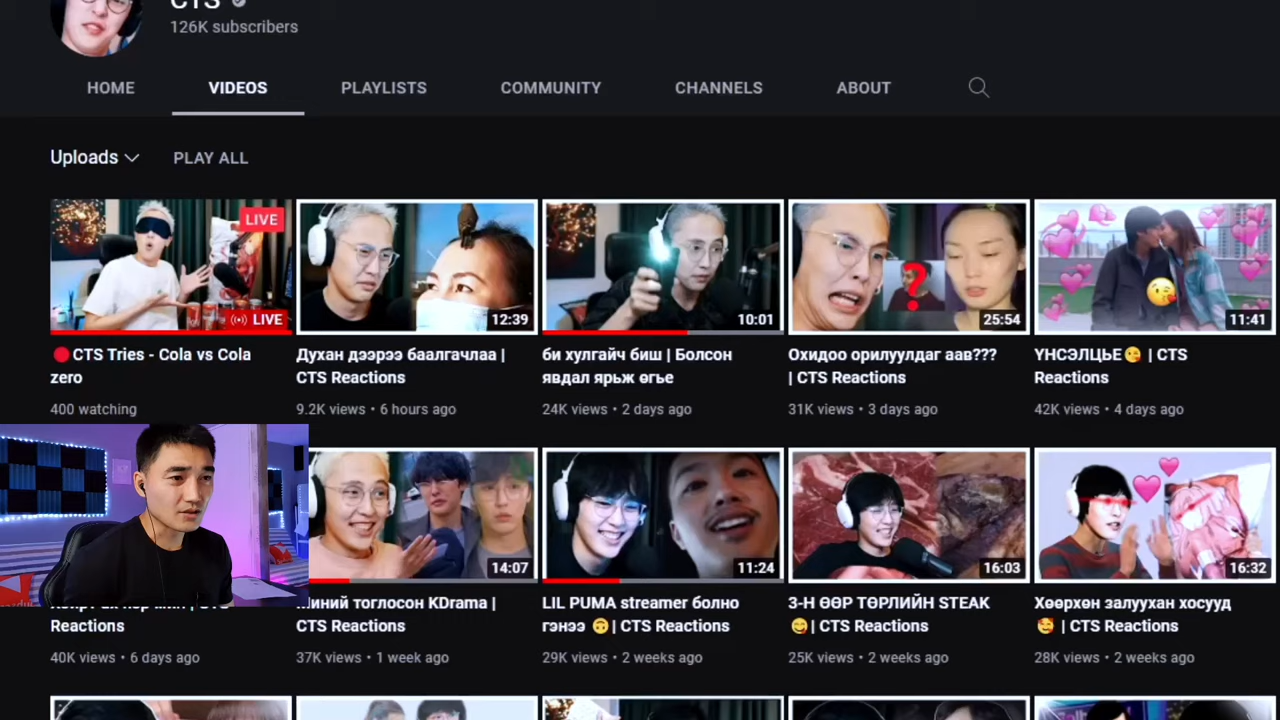 CTS
126K subscribers
HOME
VIDEOS
PLAYLISTS
COMMUNITY
CHANNELS
ABOUT
Uploads
PLAY ALL
LIVE
LIVE
12:39
10:01
25:54
11:41
CTS Tries - Cola vs Cola
zero
400 watching
Духан дээрээ баалгачлаа |
CTS Reactions
9.2K views • 6 hours ago
би хулгайч биш | Болсон
явдал ярьж өгье
24K views • 2 days ago
Охидоо орилуулдаг аав???
| CTS Reactions
31K views • 3 days ago
ҮНСЭЛЦЬЕ😘 | CTS
Reactions
42K views • 4 days ago
14:07
11:24
16:03
16:32
Reactions
40K views • 6 days ago
Миний тоглосон KDrama |
CTS Reactions
37K views • 1 week ago
LIL PUMA streamer болно
гэнээ 🙃| CTS Reactions
29K views • 2 weeks ago
3-Н ӨӨР ТӨРЛИЙН STEAK
😋| CTS Reactions
25K views • 2 weeks ago
Хөөрхөн залуухан хосууд
🥰 | CTS Reactions
28K views • 2 weeks ago